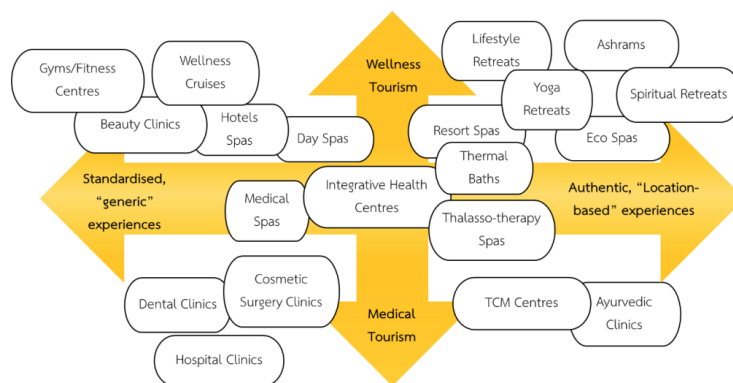 Wellness
Tourism
Lifestyle
Retreats
Ashrams
Gyms/Fitness
Centres
Wellness
Cruises
Yoga
Retreats
Spiritual Retreats
Beauty Clinics
Hotels
Spas
Day Spas
Resort Spas
Eco Spas
Thermal
Baths
Standardised,
"generic"
experiences
Medical
Spas
Integrative Health
Centres
Authentic, "Location-
based" experiences
Thalasso-therapy
Spas
Dental Clinics
Cosmetic
Surgery Clinics
Medical
Tourism
TCM Centres
Ayurvedic
Clinics
Hospital Clinics